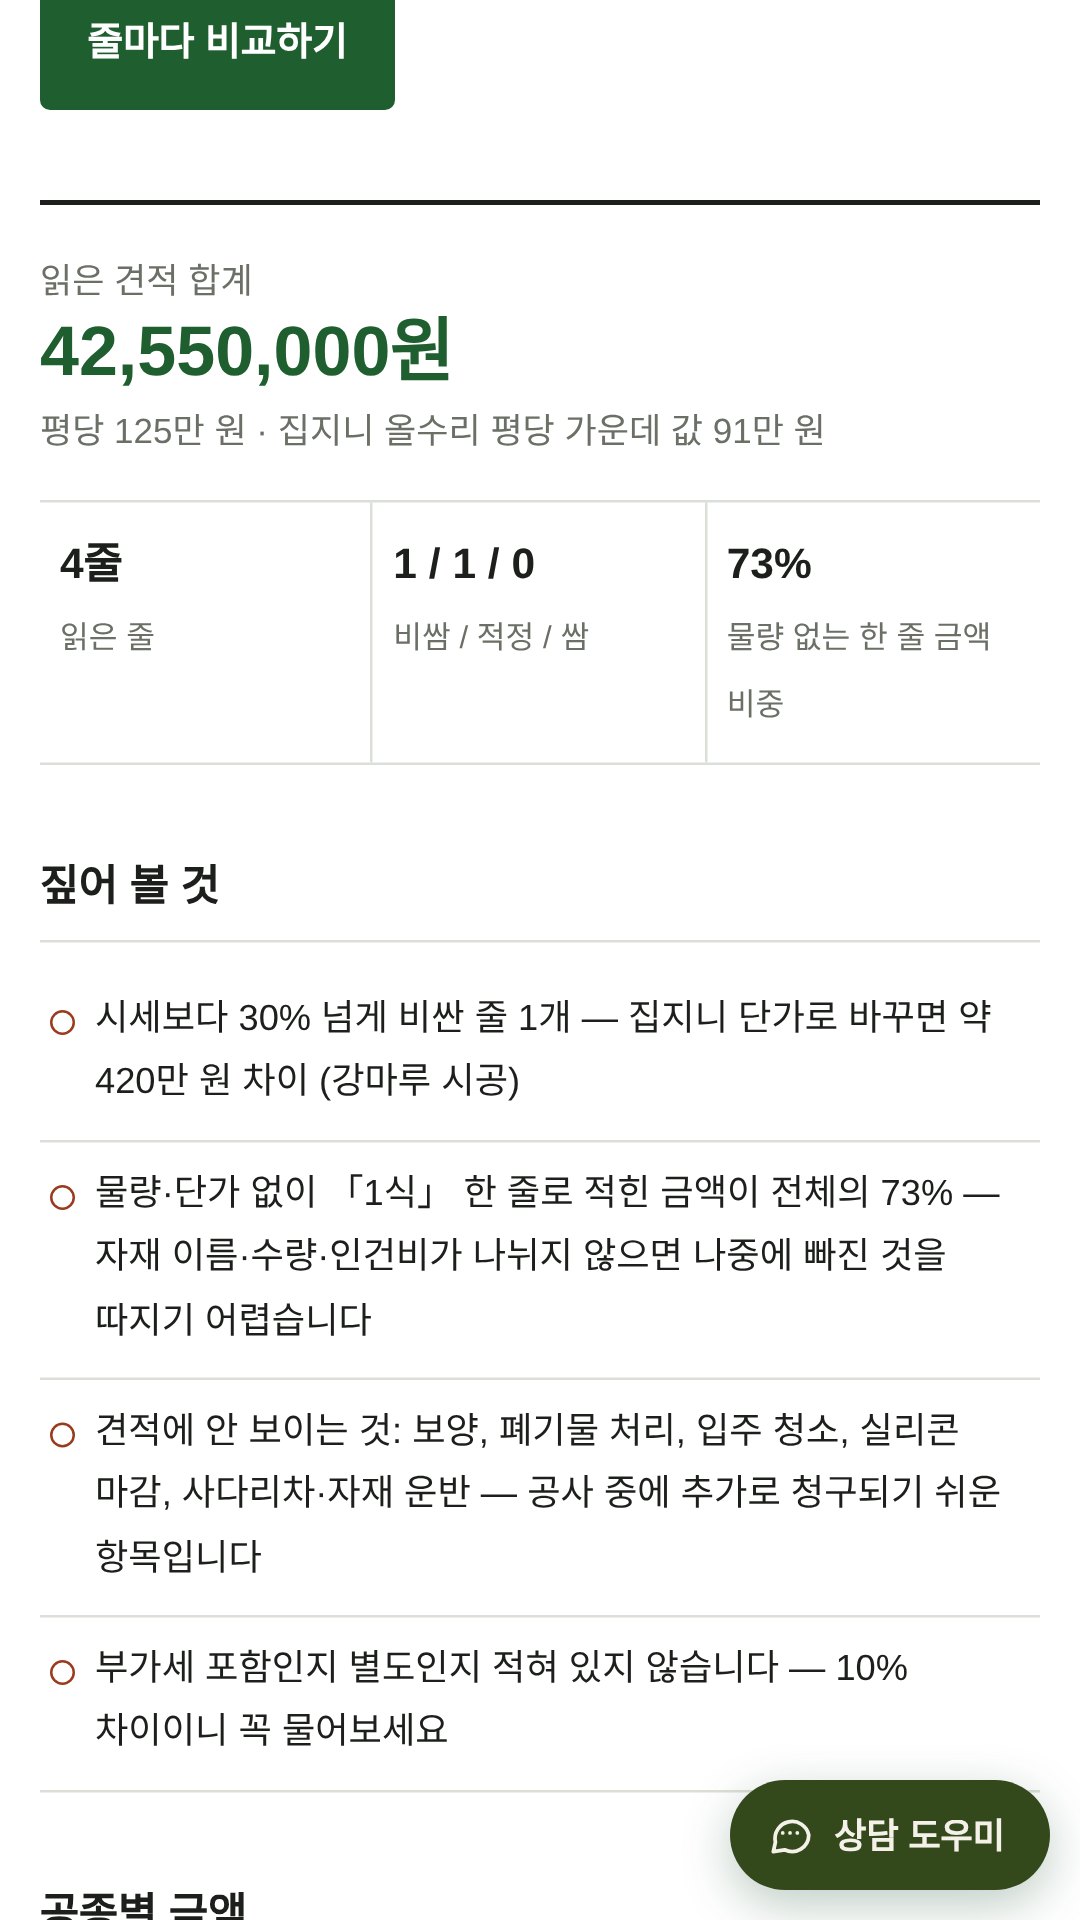 줄마다 비교하기
읽은 견적 합계
42,550,000원
평당 125만 원 · 집지니 올수리 평당 가운데 값 91만 원
4줄
읽은 줄
1 / 1 / 0
비쌈 / 적정 / 쌈
73%
물량 없는 한 줄 금액
비중
짚어 볼 것
시세보다 30% 넘게 비싼 줄 1개 — 집지니 단가로 바꾸면 약
420만 원 차이 (강마루 시공)
물량·단가 없이 「1식」 한 줄로 적힌 금액이 전체의 73% —
자재 이름·수량·인건비가 나뉘지 않으면 나중에 빠진 것을
따지기 어렵습니다
견적에 안 보이는 것: 보양, 폐기물 처리, 입주 청소, 실리콘
마감, 사다리차·자재 운반 — 공사 중에 추가로 청구되기 쉬운
항목입니다
부가세 포함인지 별도인지 적혀 있지 않습니다 — 10%
차이이니 꼭 물어보세요
상담 도우미
공종별 금액